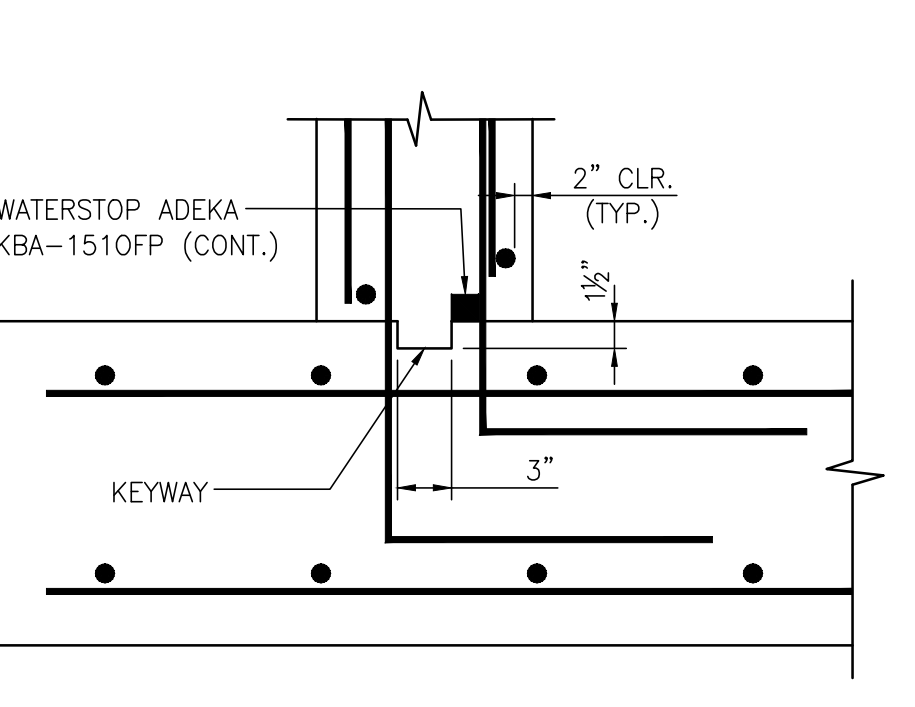 2" CLR.
(TYP.)
WATERSTOP ADEKA
KBA-1510FP (CONT.)
1½"
3"
KEYWAY